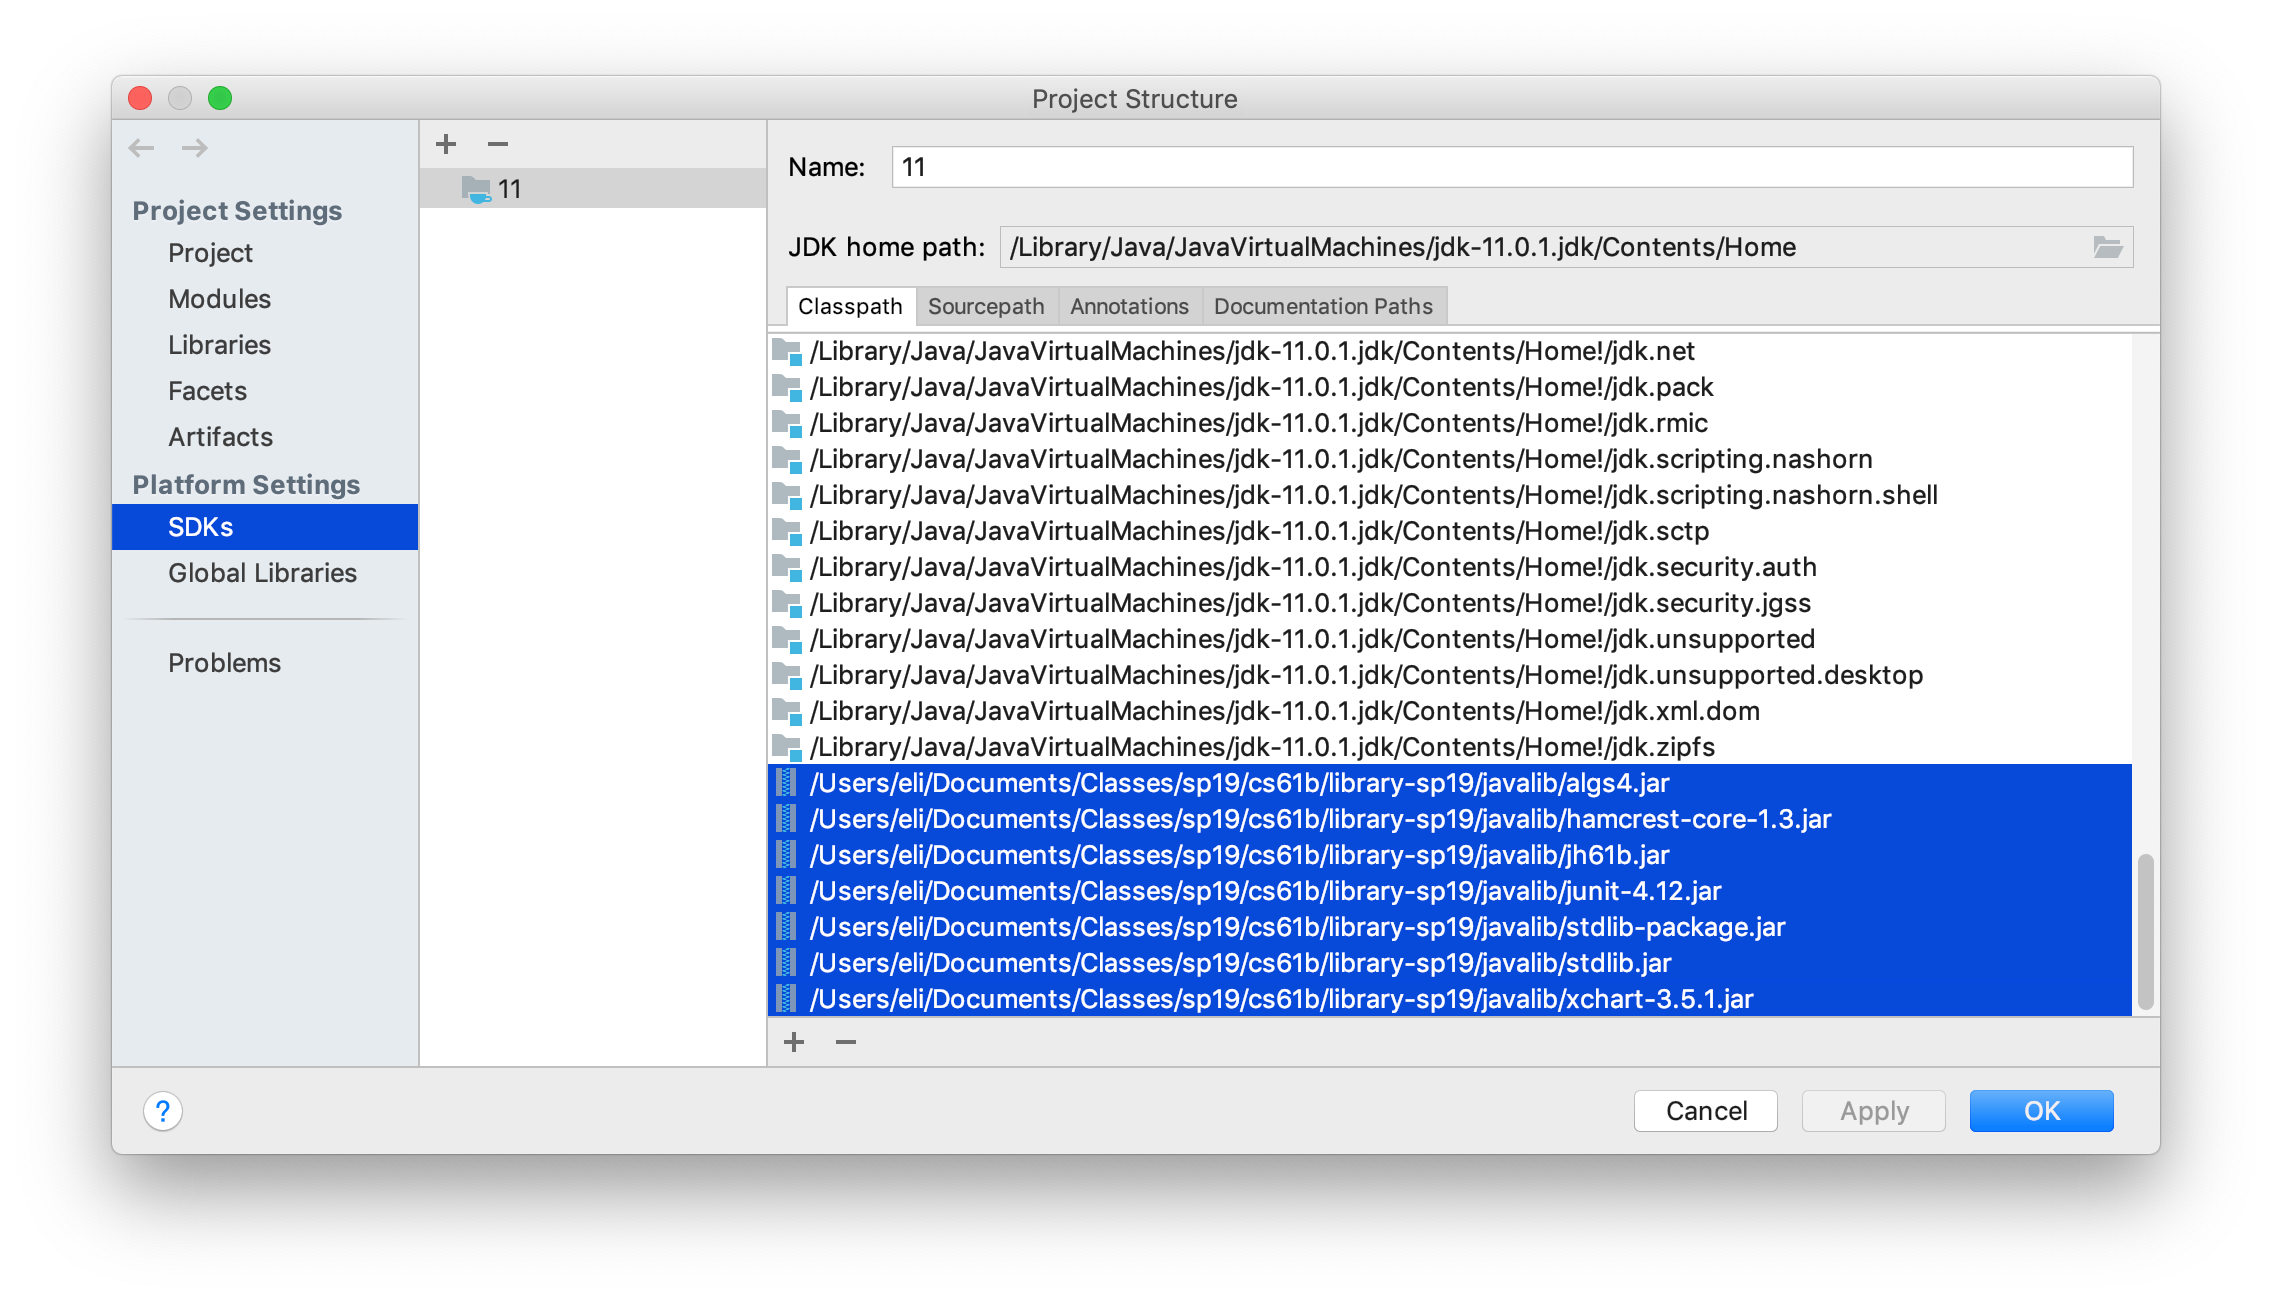 Project Structure
Project Settings
Project
Modules
Libraries
Facets
Artifacts
Platform Settings
SDKs
Global Libraries
Problems
11
Name: 11
JDK home path: /Library/Java/JavaVirtualMachines/jdk-11.0.1.jdk/Contents/Home
Classpath Sourcepath Annotations Documentation Paths
/Library/Java/JavaVirtualMachines/jdk-11.0.1.jdk/Contents/Home!/jdk.net
/Library/Java/JavaVirtualMachines/jdk-11.0.1.jdk/Contents/Home!/jdk.pack
/Library/Java/JavaVirtualMachines/jdk-11.0.1.jdk/Contents/Home!/jdk.rmic
/Library/Java/JavaVirtualMachines/jdk-11.0.1.jdk/Contents/Home!/jdk.scripting.nashorn
/Library/Java/JavaVirtualMachines/jdk-11.0.1.jdk/Contents/Home!/jdk.scripting.nashorn.shell
/Library/Java/JavaVirtualMachines/jdk-11.0.1.jdk/Contents/Home!/jdk.sctp
/Library/Java/JavaVirtualMachines/jdk-11.0.1.jdk/Contents/Home!/jdk.security.auth
/Library/Java/JavaVirtualMachines/jdk-11.0.1.jdk/Contents/Home!/jdk.security.jgss
/Library/Java/JavaVirtualMachines/jdk-11.0.1.jdk/Contents/Home!/jdk.unsupported
/Library/Java/JavaVirtualMachines/jdk-11.0.1.jdk/Contents/Home!/jdk.unsupported.desktop
/Library/Java/JavaVirtualMachines/jdk-11.0.1.jdk/Contents/Home!/jdk.xml.dom
/Library/Java/JavaVirtualMachines/jdk-11.0.1.jdk/Contents/Home!/jdk.zipfs
/Users/eli/Documents/Classes/sp19/cs61b/library-sp19/javalib/algs4.jar
/Users/eli/Documents/Classes/sp19/cs61b/library-sp19/javalib/hamcrest-core-1.3.jar
/Users/eli/Documents/Classes/sp19/cs61b/library-sp19/javalib/jh61b.jar
/Users/eli/Documents/Classes/sp19/cs61b/library-sp19/javalib/junit-4.12.jar
/Users/eli/Documents/Classes/sp19/cs61b/library-sp19/javalib/stdlib-package.jar
/Users/eli/Documents/Classes/sp19/cs61b/library-sp19/javalib/stdlib.jar
/Users/eli/Documents/Classes/sp19/cs61b/library-sp19/javalib/xchart-3.5.1.jar
? Cancel Apply OK